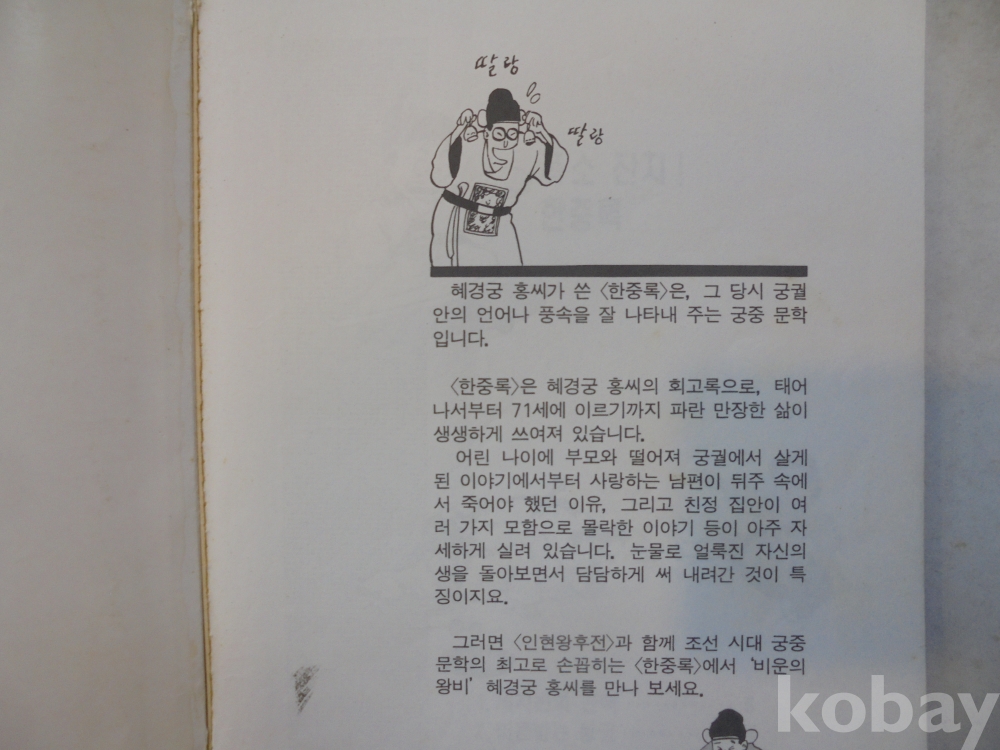 딸랑
딸랑
혜경궁 홍씨가 쓴 〈한중록〉은, 그 당시 궁궐
안의 언어나 풍속을 잘 나타내 주는 궁중 문학
입니다.
〈한중록〉은 혜경궁 홍씨의 회고록으로, 태어
나서부터 71세에 이르기까지 파란 만장한 삶이
생생하게 쓰여져 있습니다.
어린 나이에 부모와 떨어져 궁궐에서 살게
된 이야기에서부터 사랑하는 남편이 뒤주 속에
서 죽어야 했던 이유, 그리고 친정 집안이 여
러 가지 모함으로 몰락한 이야기 등이 아주 자
세하게 실려 있습니다. 눈물로 얼룩진 자신의
생을 돌아보면서 담담하게 써 내려간 것이 특
징이지요.
그러면 〈인현왕후전〉과 함께 조선 시대 궁중
문학의 최고로 손꼽히는 〈한중록〉에서 ‘비운의
왕비’ 혜경궁 홍씨를 만나 보세요.
kobay